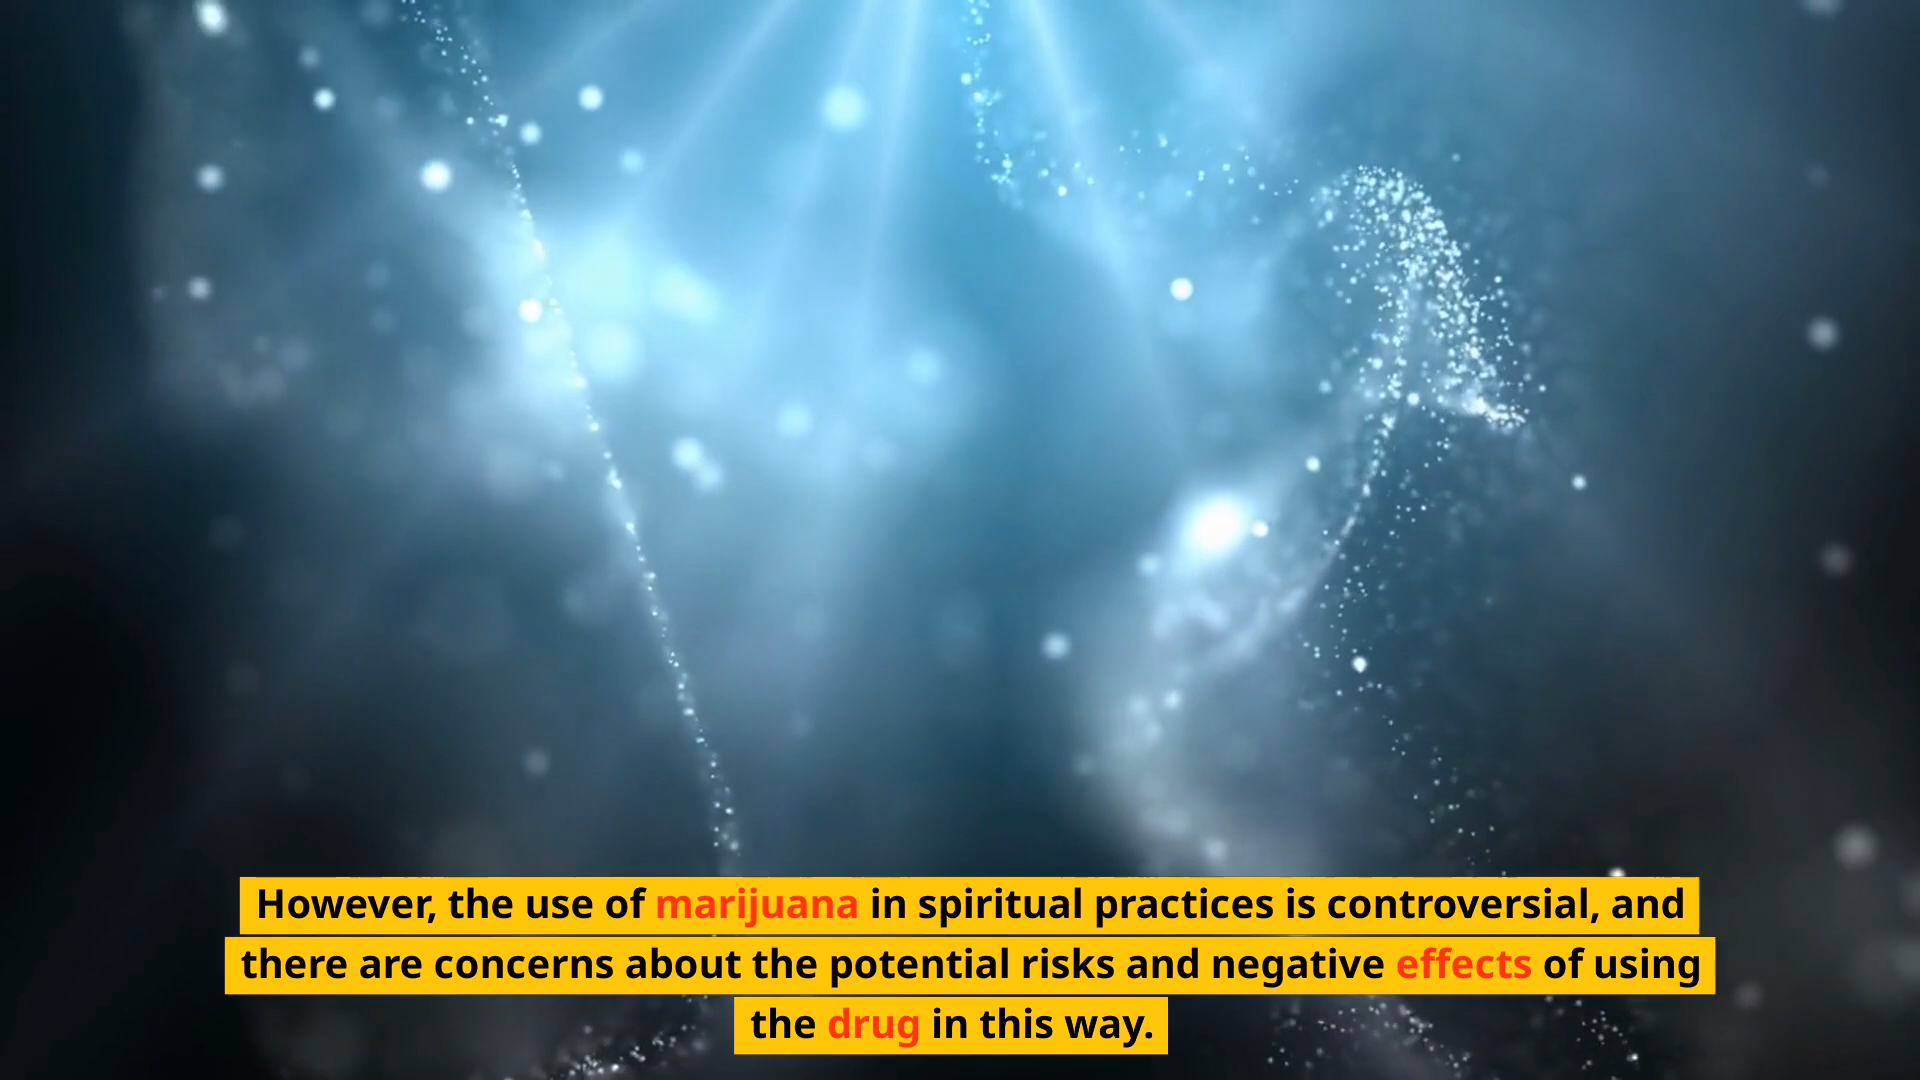 However, the use of marijuana in spiritual practices is controversial, and
there are concerns about the potential risks and negative effects of using
the drug in this way.